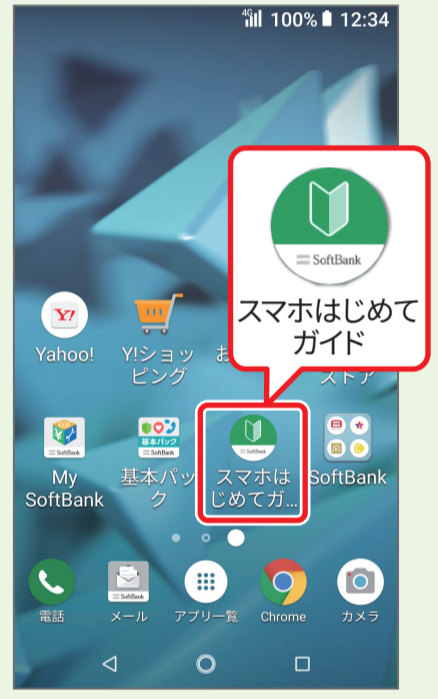 4G 100% 12:34
SoftBank
スマホはじめて
ガイド
Yahoo!
Y!ショッ
ピング
お
ストア
SoftBank
My
SoftBank
基本パック
SoftBank
基本パッ
ク
SoftBank
スマホは
じめてガ...
SoftBank
電話
SoftBank
メール
アプリ一覧
Chrome
カメラ